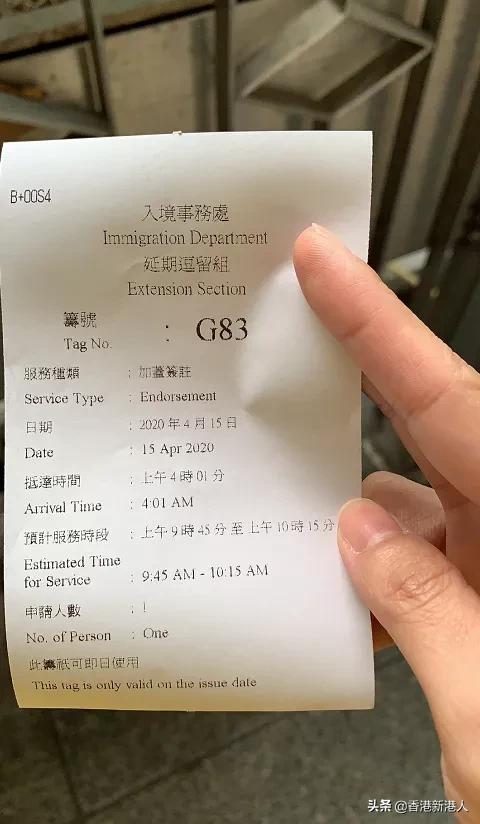 B+00S4
入境事務處
Immigration Department
延期逗留組
Extension Section
籌號
Tag No. : G83
服務種類 : 加蓋簽註
Service Type : Endorsement
日期 : 2020 年 4 月 15 日
Date : 15 Apr 2020
抵達時間 : 上午 4 時 01 分
Arrival Time : 4:01 AM
預計服務時段 : 上午 9 時 45 分 至 上午 10 時 15 分
Estimated Time
for Service : 9:45 AM - 10:15 AM
申請人數 : 1
No. of Person : One
此籌祇可即日使用
This tag is only valid on the issue date
头条 @香港新港人